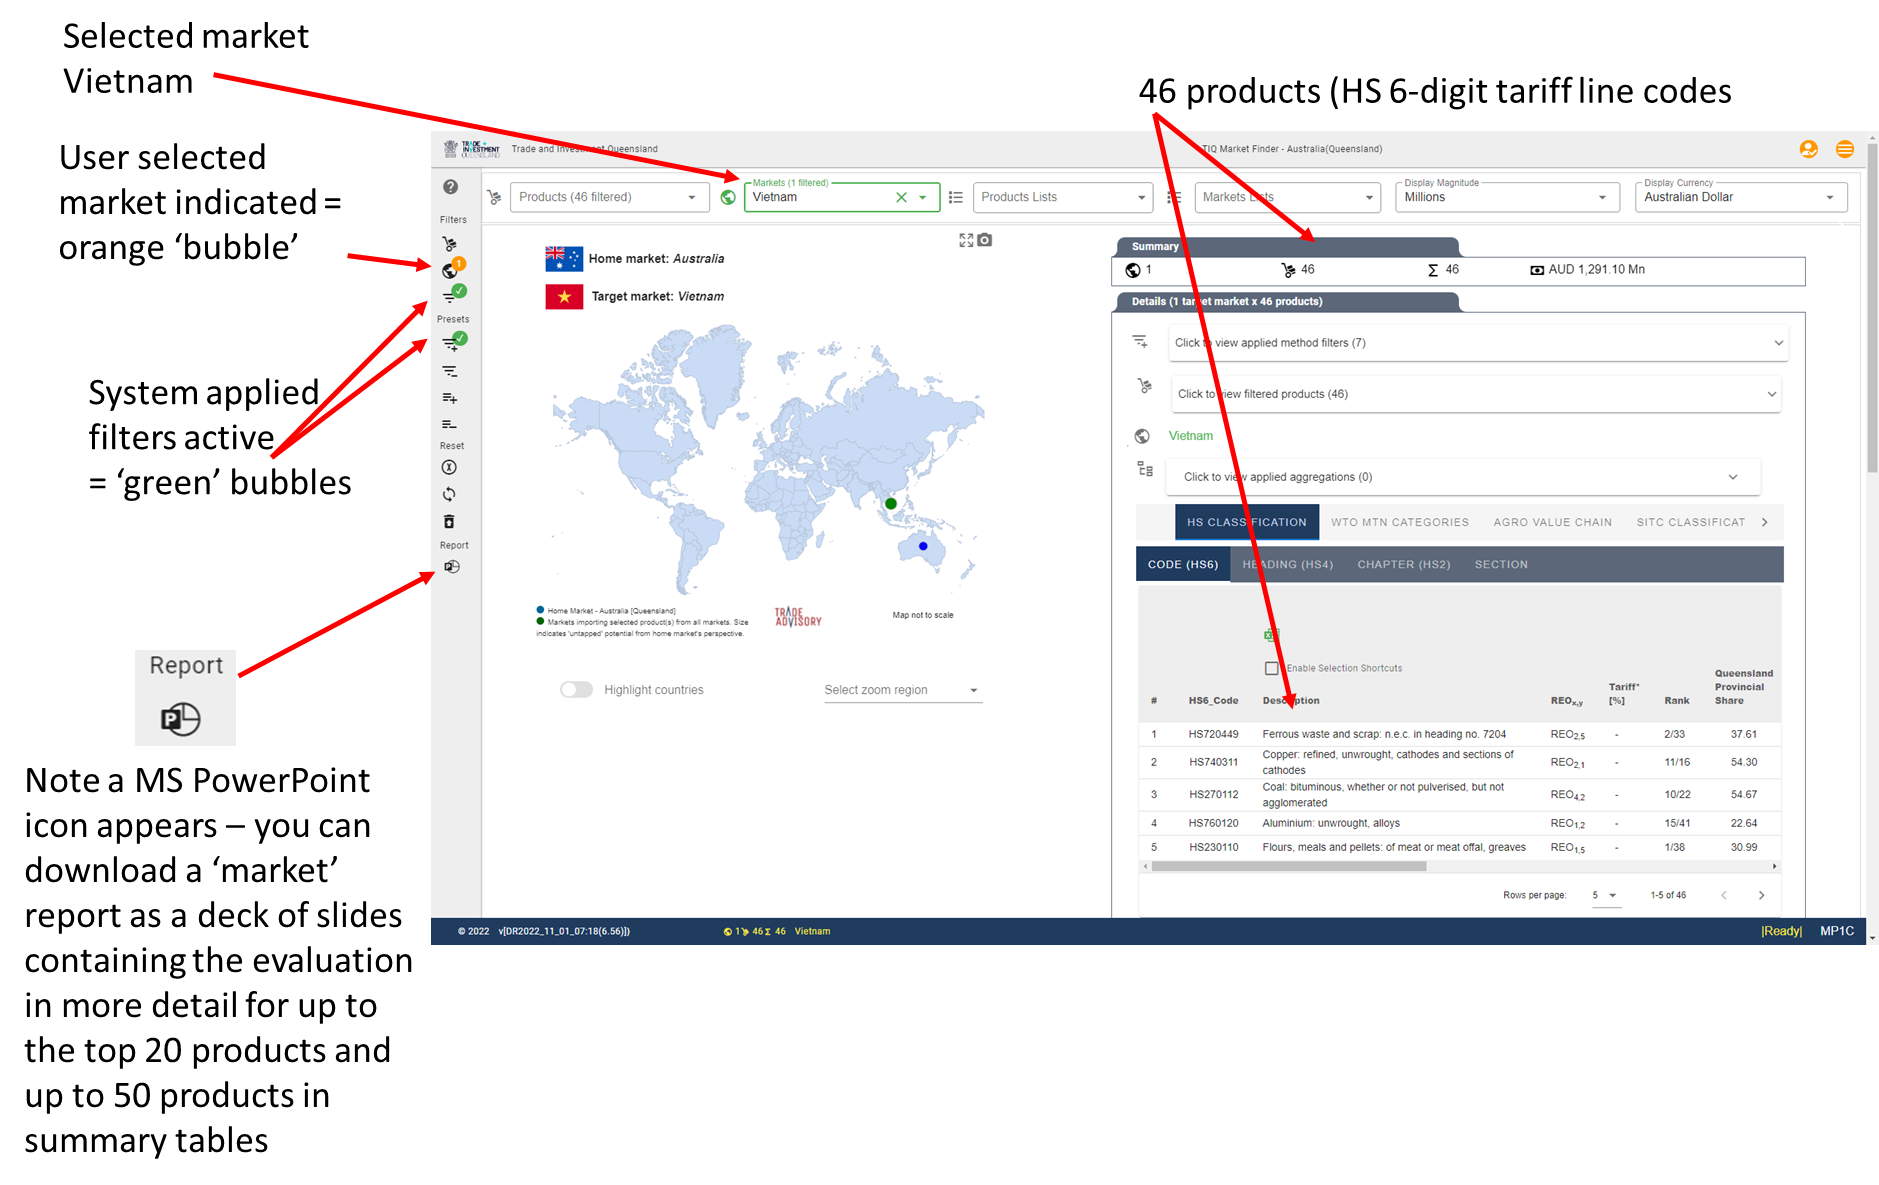 Selected market
Vietnam
46 products (HS 6-digit tariff line codes
User selected
market indicated =
orange ‘bubble’
System applied
filters active
= ‘green’ bubbles
Report
Note a MS PowerPoint
icon appears – you can
download a ‘market’
report as a deck of slides
containing the evaluation
in more detail for up to
the top 20 products and
up to 50 products in
summary tables
TRADE +
INVESTMENT
QUEENSLAND
Trade and Investment Queensland
TIQ Market Finder - Australia(Queensland)
Products (46 filtered)
Markets (1 filtered)
Vietnam
Products Lists
Markets Lists
Display Magnitude
Millions
Display Currency
Australian Dollar
Filters
1
Presets
Reset
Report
Home market: Australia
Target market: Vietnam
Home Market - Australia [Queensland]
Markets importing selected product(s) from all markets. Size
indicates 'untapped' potential from home market's perspective.
TRADE
ADVISORY
Map not to scale
Highlight countries
Select zoom region
Summary
1 46 Σ 46 AUD 1,291.10 Mn
Details (1 target market x 46 products)
Click to view applied method filters (7)
Click to view filtered products (46)
Vietnam
Click to view applied aggregations (0)
HS CLASSIFICATION WTO MTN CATEGORIES AGRO VALUE CHAIN SITC CLASSIFICAT
CODE (HS6) HEADING (HS4) CHAPTER (HS2) SECTION
Enable Selection Shortcuts
# HS6_Code Description REOx,y Tariff* [%] Rank Queensland Provincial Share
1 HS720449 Ferrous waste and scrap: n.e.c. in heading no. 7204 REO2,5 - 2/33 37.61
2 HS740311 Copper: refined, unwrought, cathodes and sections of cathodes REO2,1 - 11/16 54.30
3 HS270112 Coal: bituminous, whether or not pulverised, but not agglomerated REO4,2 - 10/22 54.67
4 HS760120 Aluminium: unwrought, alloys REO1,2 - 15/41 22.64
5 HS230110 Flours, meals and pellets: of meat or meat offal, greaves REO1,5 - 1/38 30.99
Rows per page: 5 1-5 of 46
© 2022 v[DR2022_11_01_07:18(6.56)]} 1 46 Σ 46 Vietnam |Ready| MP1C